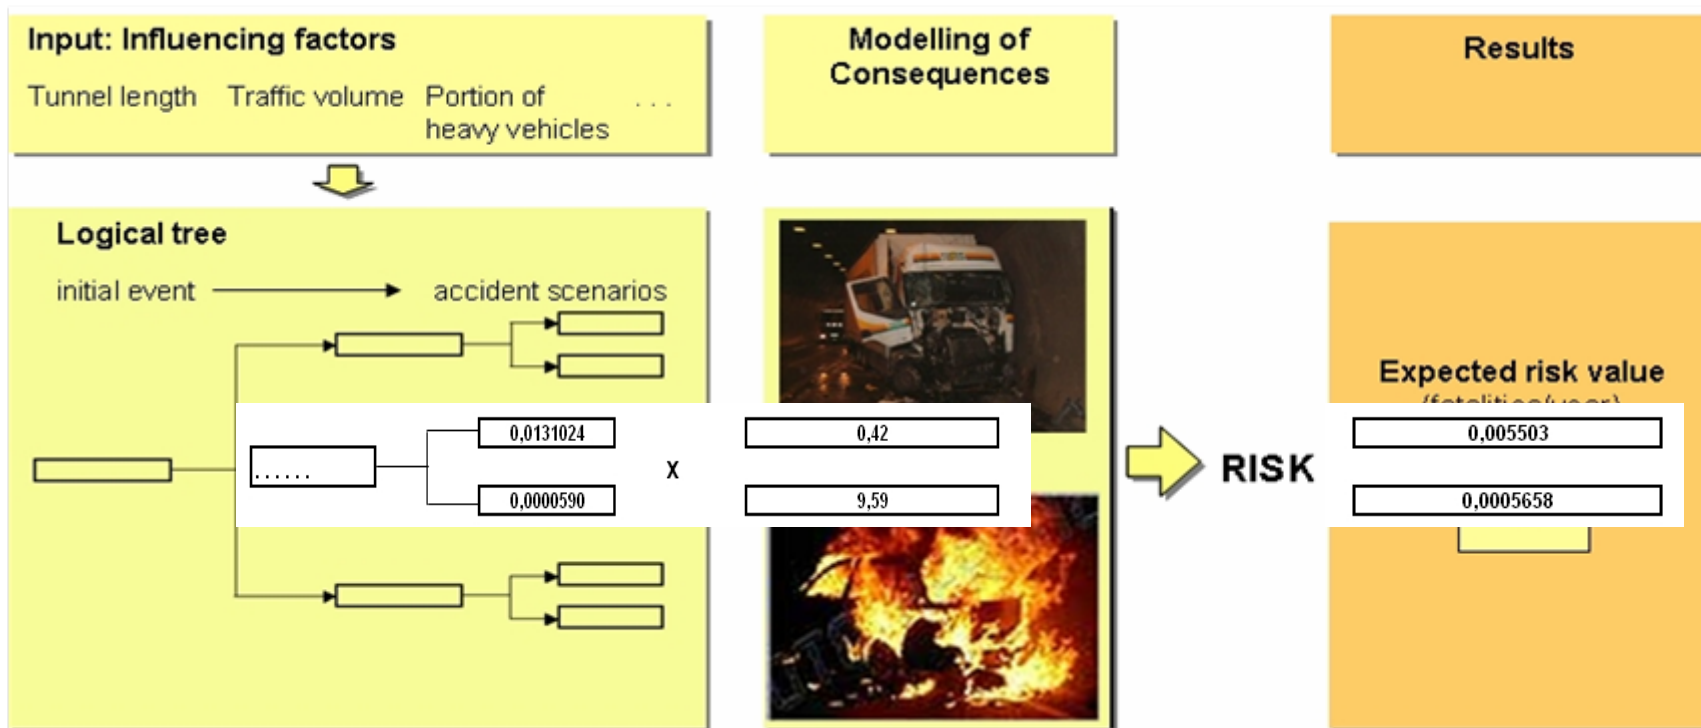 Input: Influencing factors
Tunnel length Traffic volume Portion of heavy vehicles . . .
Modelling of
Consequences
Results
Logical tree
initial event accident scenarios
. . . . . .
0,0131024
0,0000590
X
0,42
9,59
RISK
Expected risk value
0,005503
0,0005658